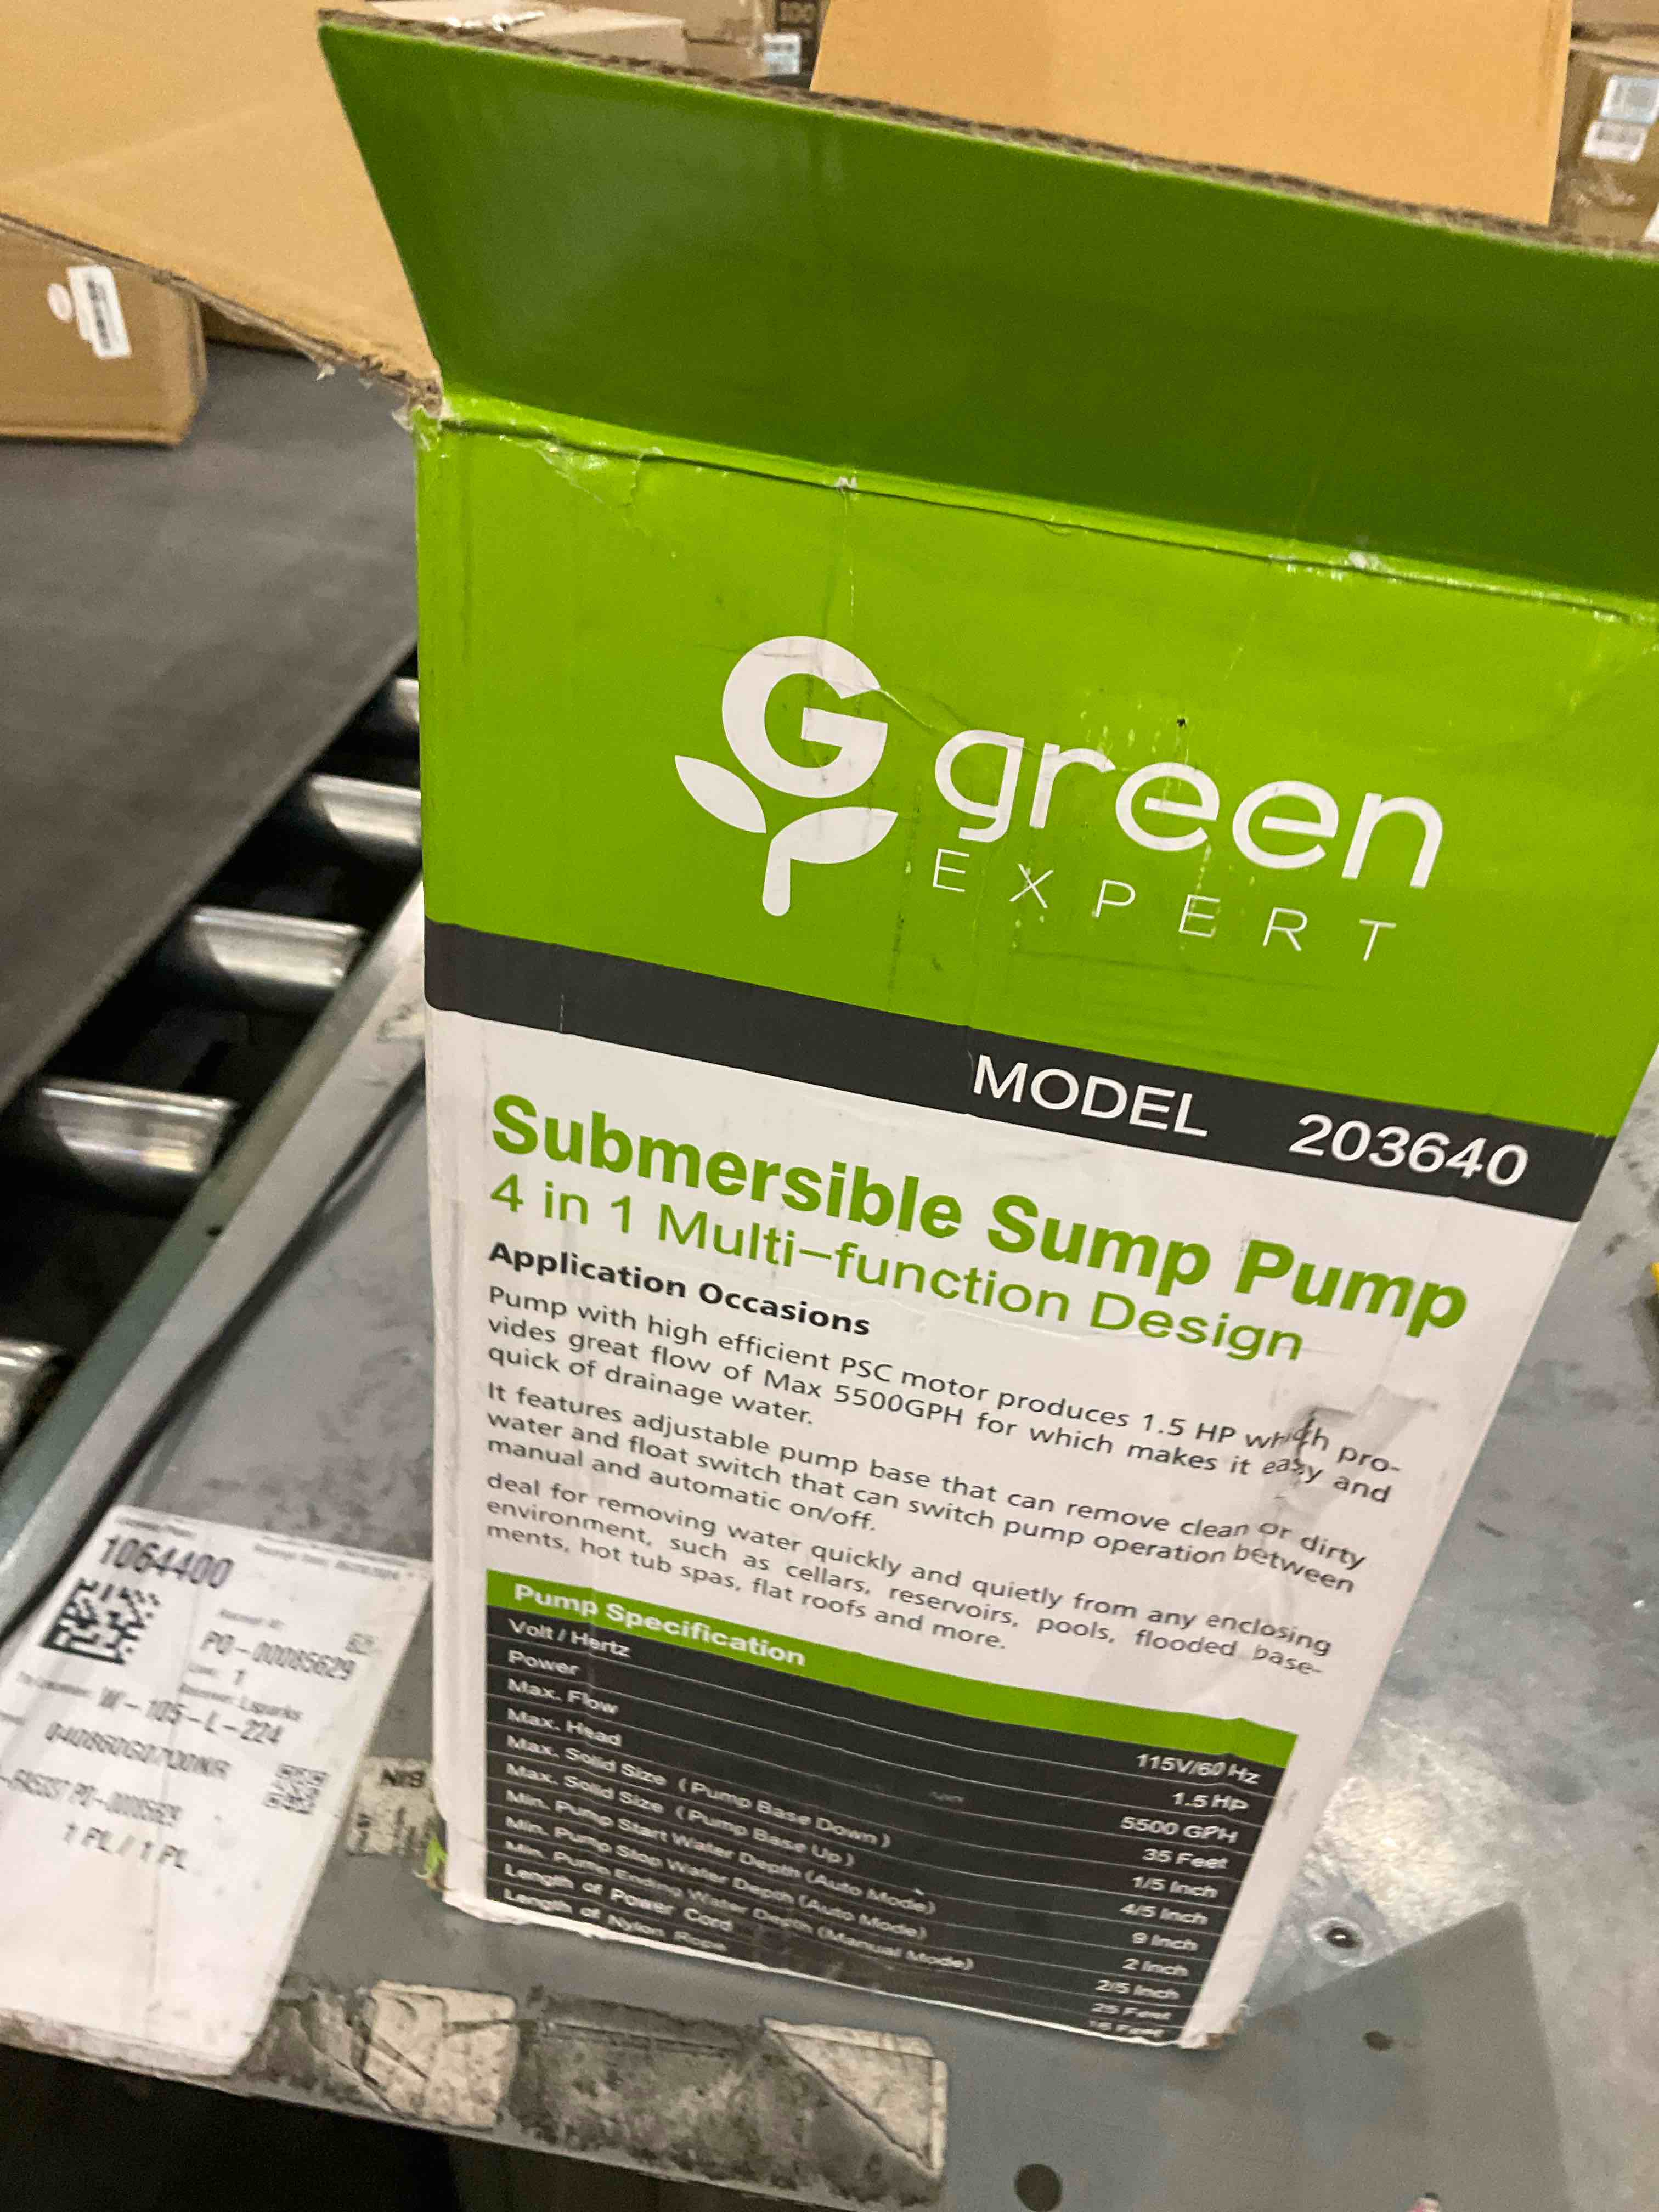 G green
EXPERT
MODEL 203640
Submersible Sump Pump
4 in 1 Multi-function Design
Application Occasions
Pump with high efficient PSC motor produces 1.5 HP which pro-
vides great flow of Max 5500GPH for which makes it easy and
quick of drainage water.
It features adjustable pump base that can remove clean or dirty
water and float switch that can switch pump operation between
manual and automatic on/off.
deal for removing water quickly and quietly from any enclosing
environment, such as cellars, reservoirs, pools, flooded base-
ments, hot tub spas, flat roofs and more.
Pump Specification
Volt / Hertz 115V/60 Hz
Power 1.5 HP
Max. Flow 5500 GPH
Max. Head 35 Feet
Max. Solid Size ( Pump Base Down ) 1/5 Inch
Max. Solid Size ( Pump Base Up ) 4/5 Inch
Min. Pump Start Water Depth (Auto Mode) 9 Inch
Min. Pump Stop Water Depth (Auto Mode) 2 Inch
Min. Pump Ending Water Depth (Manual Mode) 2/5 Inch
Length of Power Cord 25 Feet
Length of Nylon Rope 16 Feet
1064400
PO-00085629
1
W-105-L-224
1 PL / 1 PL
100